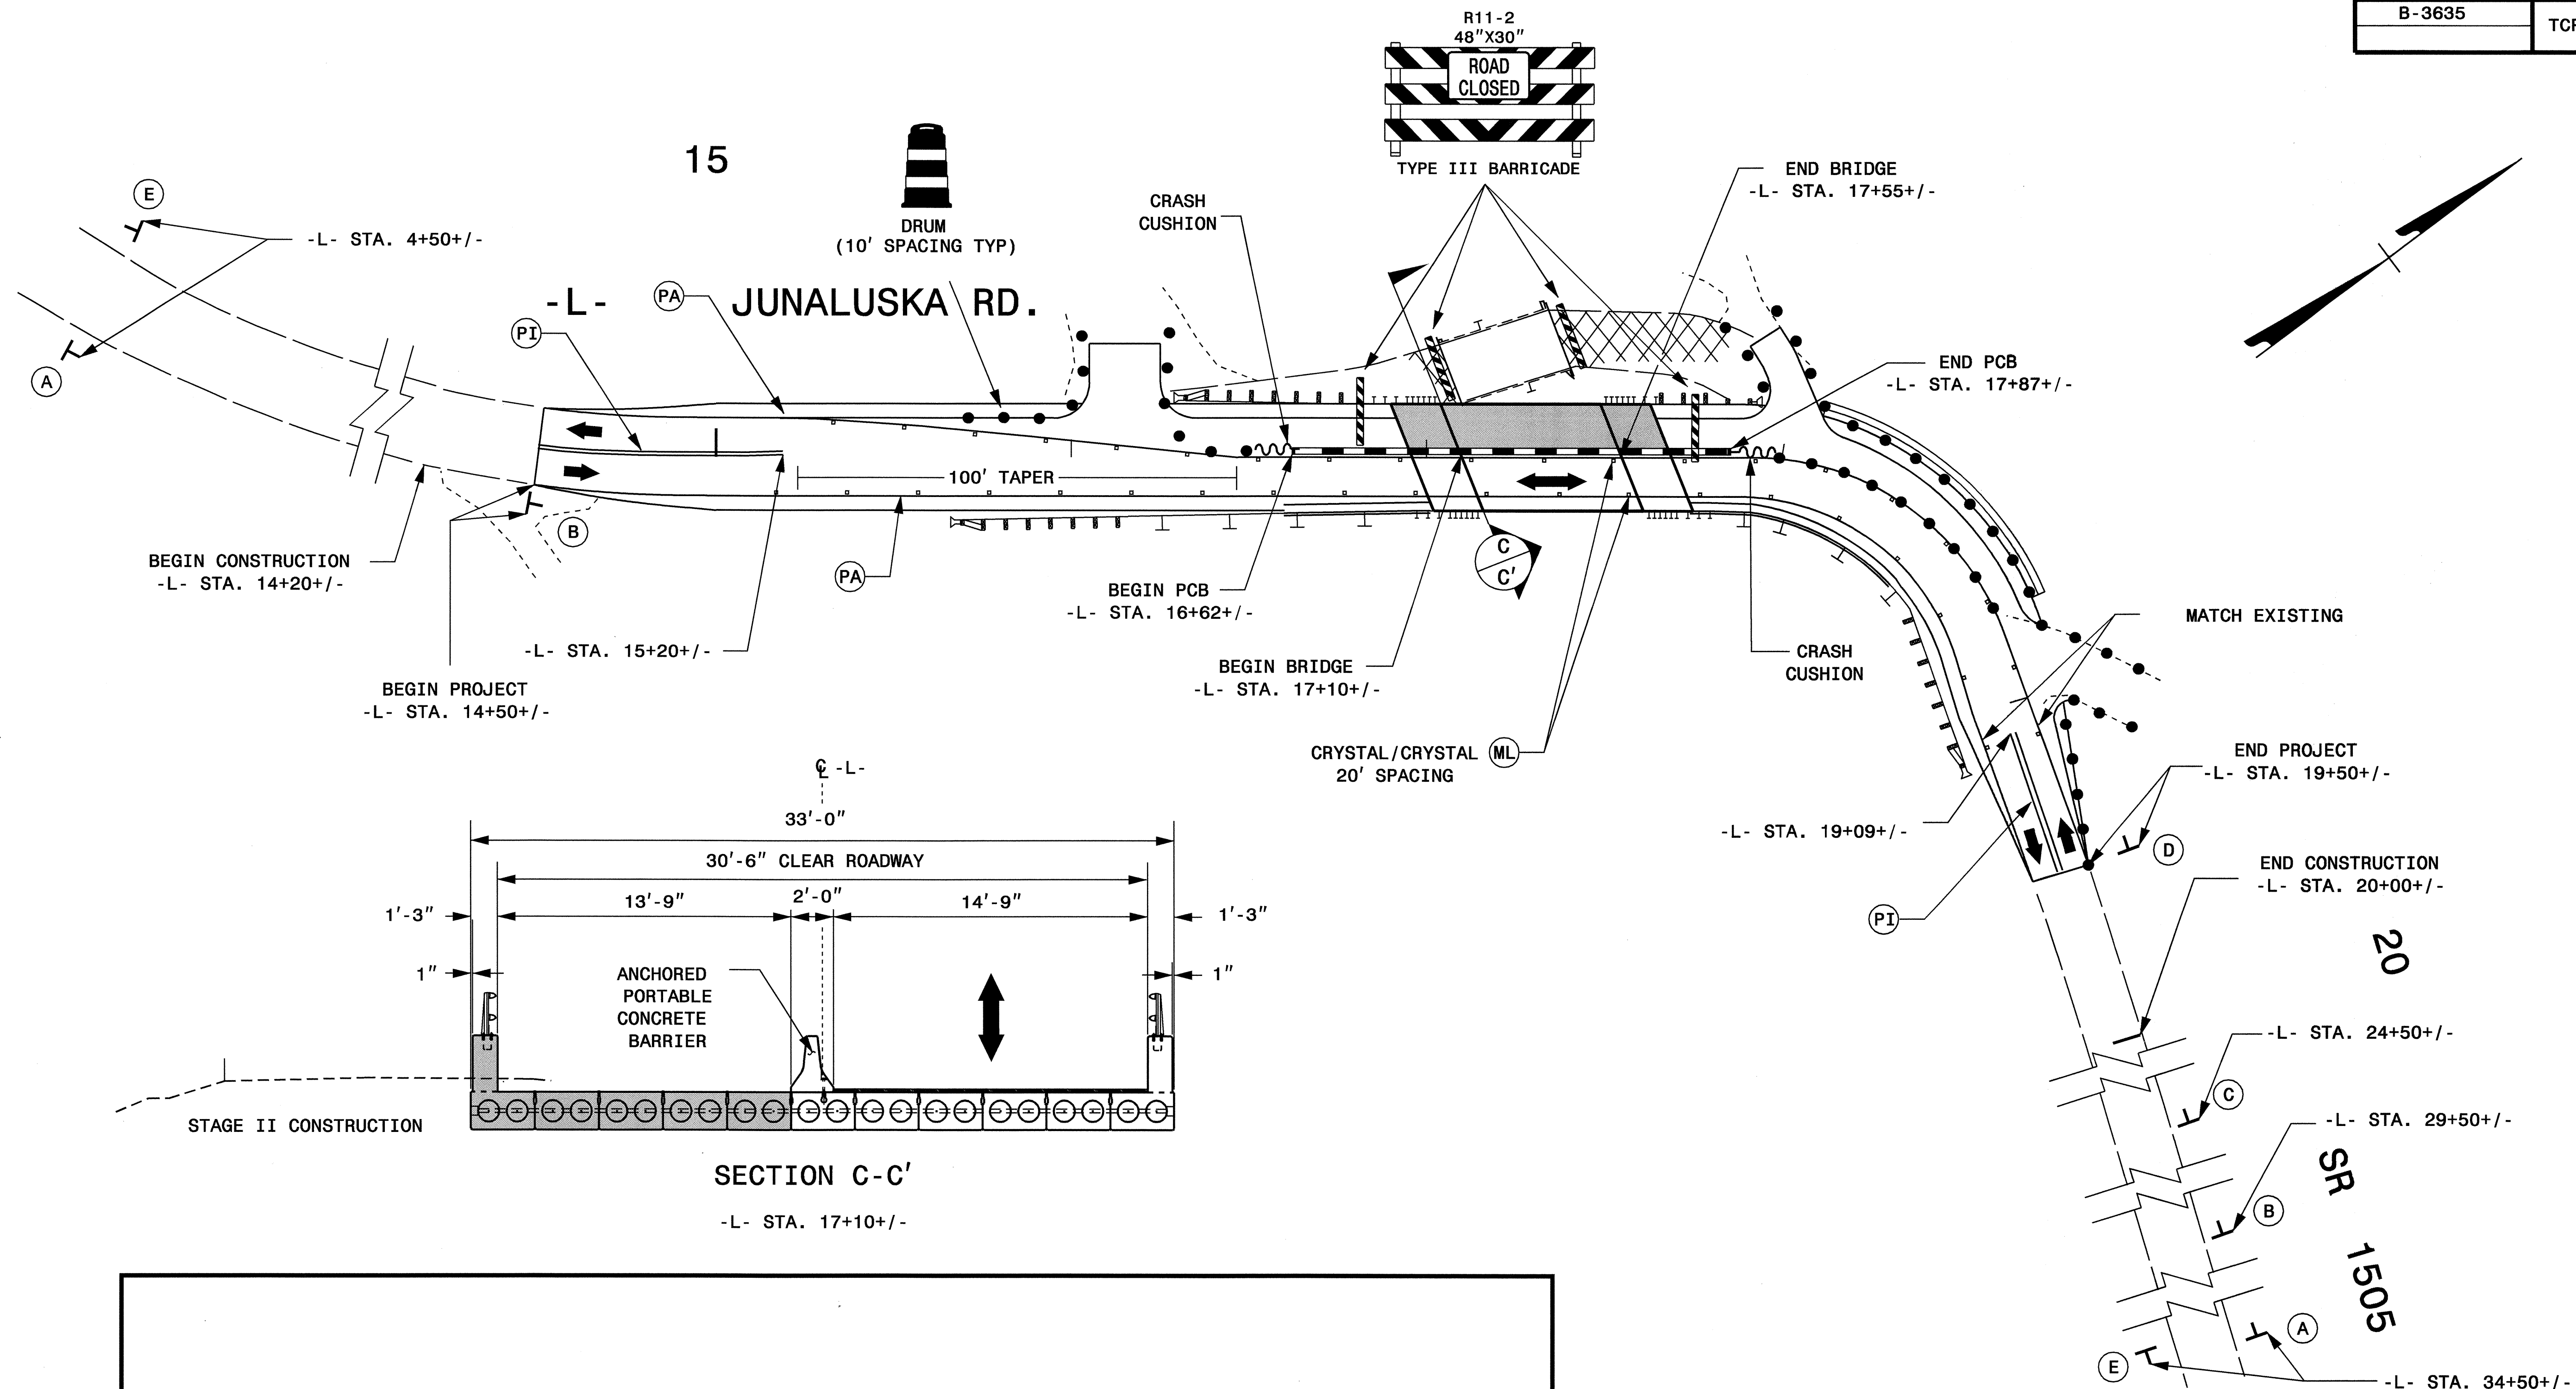 B-3635
TCP
R11-2
48"X30"
ROAD
CLOSED
TYPE III BARRICADE
15
DRUM
(10' SPACING TYP)
CRASH
CUSHION
END BRIDGE
-L- STA. 17+55+/-
E
-L- STA. 4+50+/-
A
-L-
JUNALUSKA RD.
PA
PI
END PCB
-L- STA. 17+87+/-
100' TAPER
B
PA
C
C'
BEGIN CONSTRUCTION
-L- STA. 14+20+/-
BEGIN PCB
-L- STA. 16+62+/-
MATCH EXISTING
-L- STA. 15+20+/-
BEGIN PROJECT
-L- STA. 14+50+/-
BEGIN BRIDGE
-L- STA. 17+10+/-
CRASH
CUSHION
CRYSTAL/CRYSTAL ML
20' SPACING
END PROJECT
-L- STA. 19+50+/-
-L- STA. 19+09+/-
D
END CONSTRUCTION
-L- STA. 20+00+/-
PI
20
-L- STA. 24+50+/-
C
-L- STA. 29+50+/-
B
SR 1505
A
E
-L- STA. 34+50+/-
℄ -L-
33'-0"
30'-6" CLEAR ROADWAY
13'-9"
2'-0"
14'-9"
1'-3"
1'-3"
1"
1"
ANCHORED
PORTABLE
CONCRETE
BARRIER
STAGE II CONSTRUCTION
SECTION C-C'
-L- STA. 17+10+/-